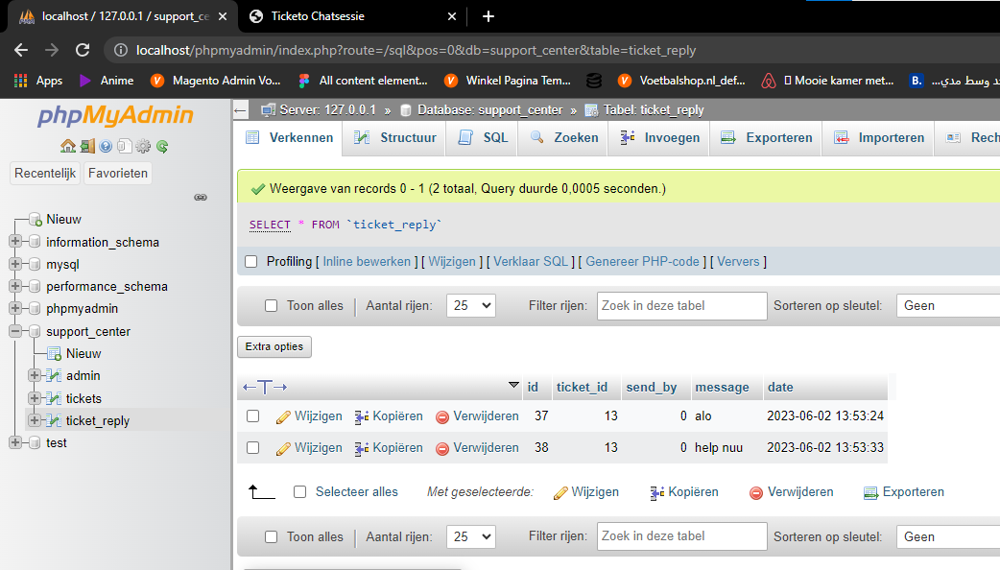 localhost / 127.0.0.1 / support_ce
Ticketo Chatsessie
localhost/phpmyadmin/index.php?route=/sql&pos=0&db=support_center&table=ticket_reply
Apps Anime Magento Admin Vo... All content element... Winkel Pagina Tem... Voetbalshop.nl_def... Mooie kamer met... B. ...ند وسط مدي
phpMyAdmin
Server: 127.0.0.1 » Database: support_center » Tabel: ticket_reply
Verkennen Structuur SQL Zoeken Invoegen Exporteren Importeren Rech
Recentelijk Favorieten
Nieuw
information_schema
mysql
performance_schema
phpmyadmin
support_center
Nieuw
admin
tickets
ticket_reply
test
Weergave van records 0 - 1 (2 totaal, Query duurde 0,0005 seconden.)
SELECT * FROM `ticket_reply`
Profiling [ Inline bewerken ] [ Wijzigen ] [ Verklaar SQL ] [ Genereer PHP-code ] [ Ververs ]
Toon alles Aantal rijen: 25 Filter rijen: Zoek in deze tabel Sorteren op sleutel: Geen
Extra opties
←T→ id ticket_id send_by message date
Wijzigen Kopiëren Verwijderen 37 13 0 alo 2023-06-02 13:53:24
Wijzigen Kopiëren Verwijderen 38 13 0 help nuu 2023-06-02 13:53:33
Selecteer alles Met geselecteerde: Wijzigen Kopiëren Verwijderen Exporteren
Toon alles Aantal rijen: 25 Filter rijen: Zoek in deze tabel Sorteren op sleutel: Geen